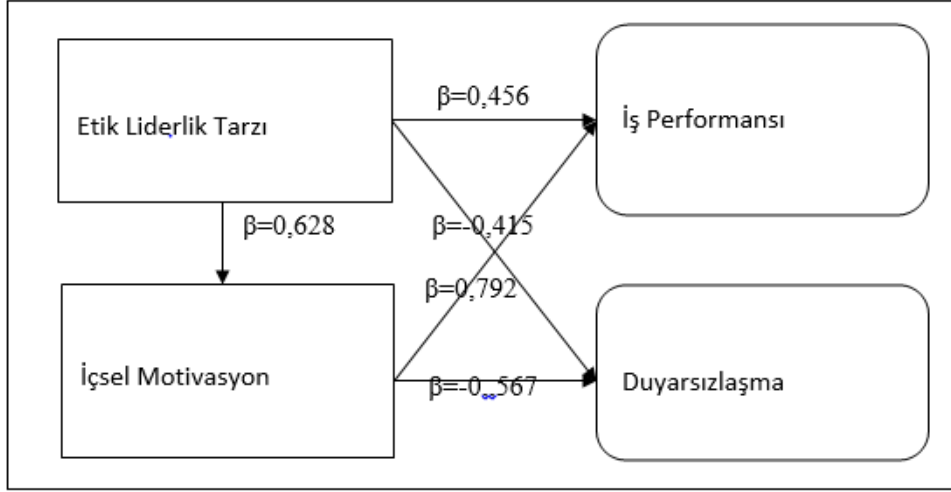 Etik Liderlik Tarzı
β=0,456
İş Performansı
β=0,628
β=-0,415
β=0,792
İçsel Motivasyon
β=-0,,567
Duyarsızlaşma